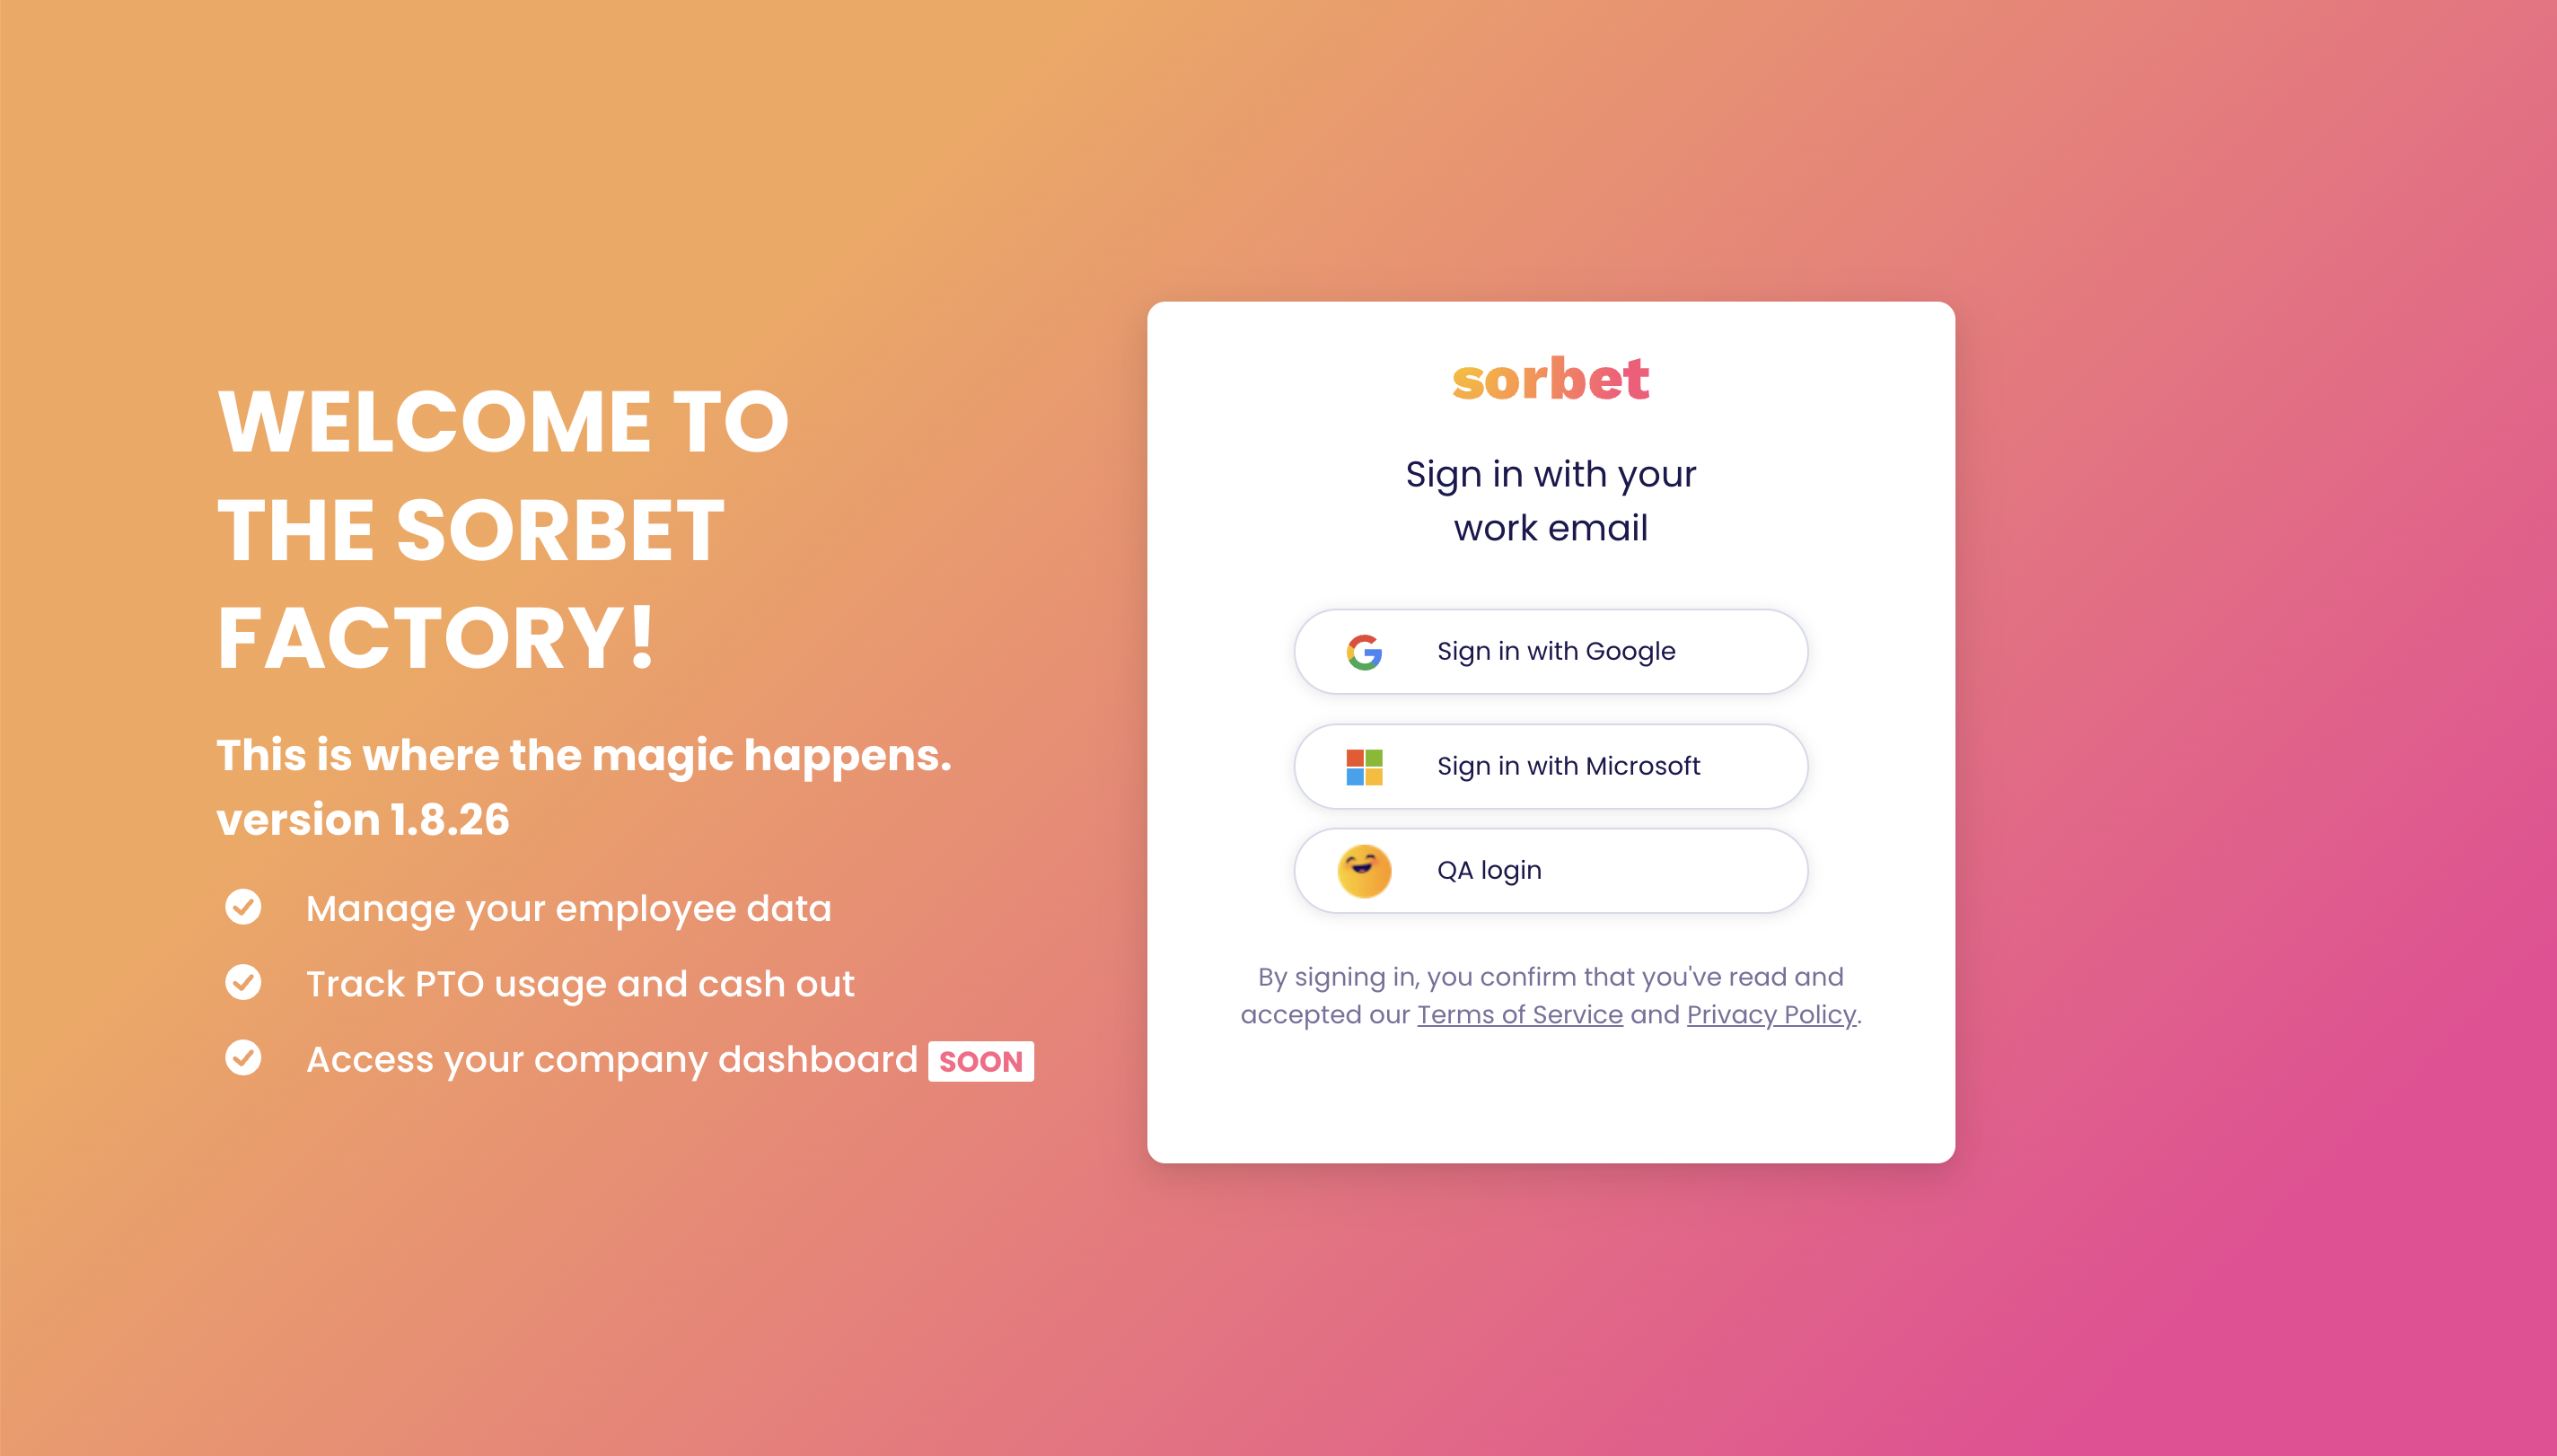 WELCOME TO
THE SORBET
FACTORY!
This is where the magic happens.
version 1.8.26
Manage your employee data
Track PTO usage and cash out
Access your company dashboard SOON
sorbet
Sign in with your
work email
Sign in with Google
Sign in with Microsoft
QA login
By signing in, you confirm that you've read and
accepted our Terms of Service and Privacy Policy.